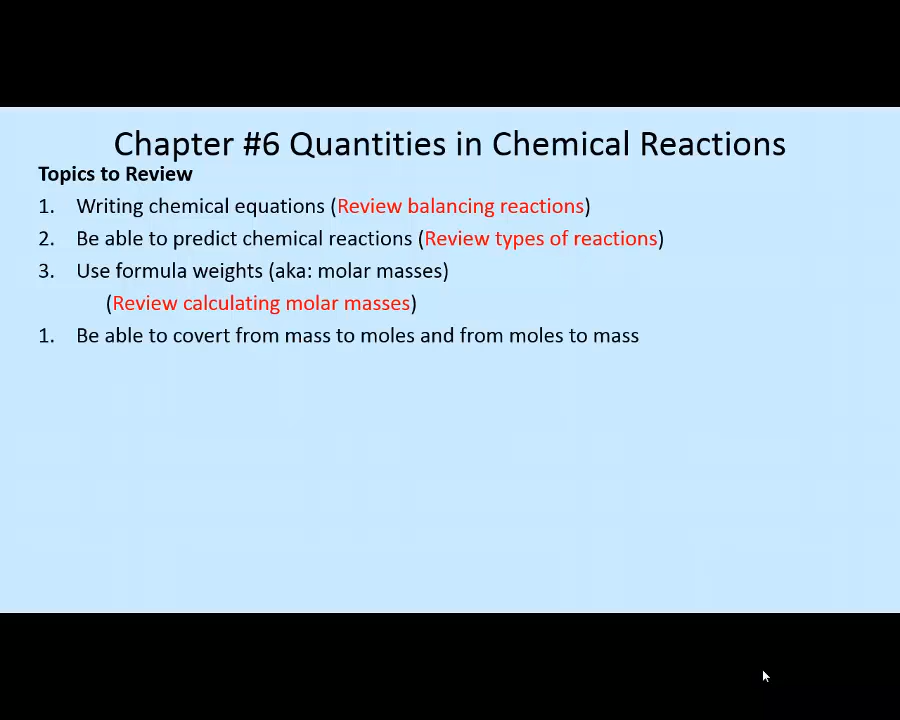 Chapter #6 Quantities in Chemical Reactions
Topics to Review
1. Writing chemical equations (Review balancing reactions)
2. Be able to predict chemical reactions (Review types of reactions)
3. Use formula weights (aka: molar masses)
(Review calculating molar masses)
1. Be able to covert from mass to moles and from moles to mass